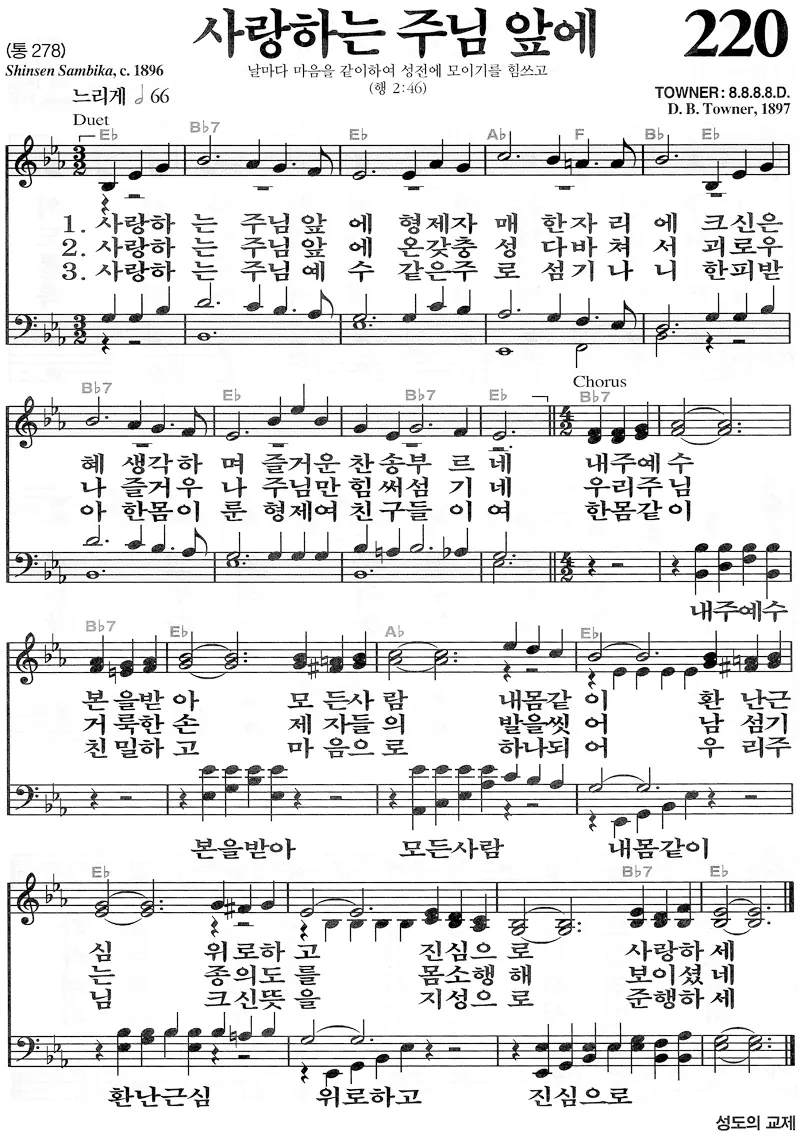 사랑하는 주님 앞에
220
(통 278)
Shinsen Sambika, c. 1896
날마다 마음을 같이하여 성전에 모이기를 힘쓰고
(행 2:46)
느리게 ♩ 66
TOWNER : 8.8.8.8.D.
D. B. Towner, 1897
Duet
E♭ B♭7 E♭ A♭ F B♭ E♭
1. 사랑하 는 주님앞 에 형제자 매 한자 리 에 크신은
2. 사랑하 는 주님앞 에 온갖충 성 다바 쳐 서 괴로우
3. 사랑하 는 주님예 수 같은주 로 섬기 나 니 한피받
Chorus
B♭7 E♭ B♭7 E♭ B♭7
혜 생각하 며 즐거운 찬송부 르 네 내주예 수
나 즐거우 나 주님만 힘써섬 기 네 우리주 님
아 한몸이 룬 형제여 친구들 이 여 한몸같 이
내주예수
B♭7 E♭ A♭ E♭
본 을받 아 모 든사 람 내몸같 이 환 난근
거 룩한 손 제 자들 의 발을씻 어 남 섬기
친 밀하 고 마 음으 로 하나되 어 우 리주
본을받아 모든사람 내몸같이
E♭ B♭7 E♭
심 위로하 고 진심으 로 사랑하 세
는 종의도 를 몸소행 해 보이셨 네
님 크신뜻 을 지성으 로 준행하 세
환난근심 위로하고 진심으로
성도의 교제